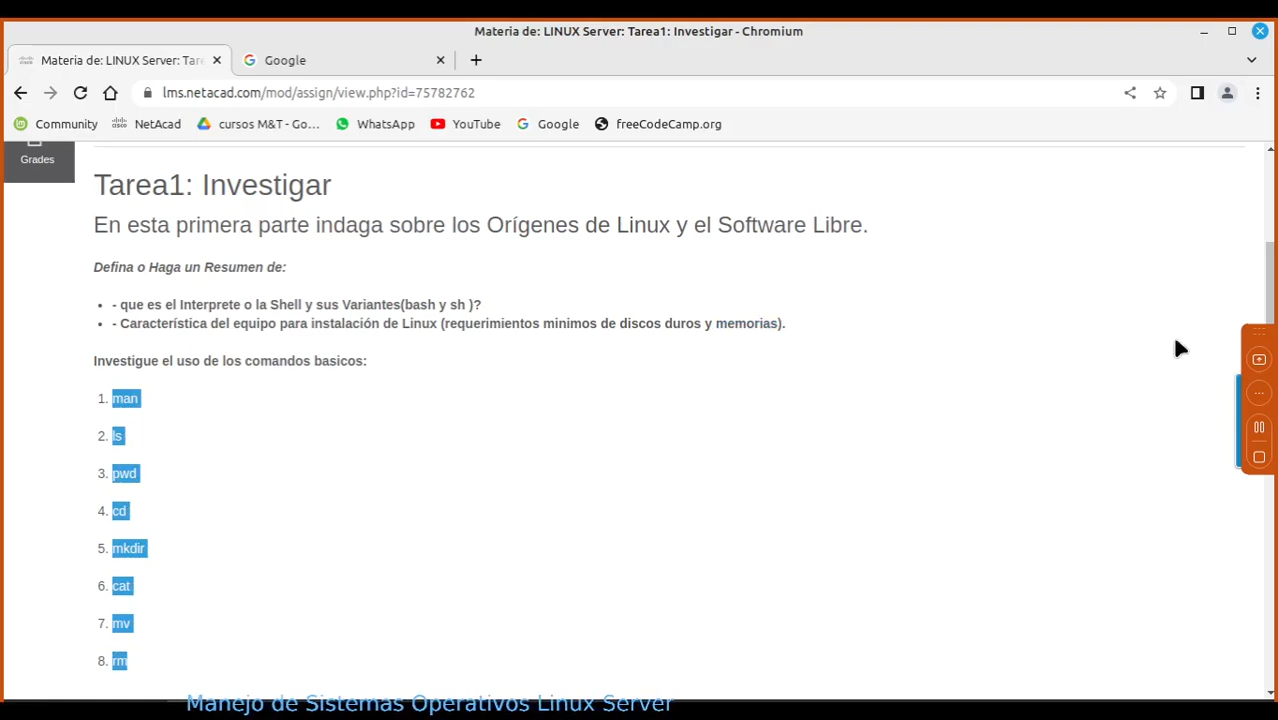 Materia de: LINUX Server: Tarea1: Investigar - Chromium
Materia de: LINUX Server: Tare
Google
lms.netacad.com/mod/assign/view.php?id=75782762
Community
NetAcad
cursos M&T - Go...
WhatsApp
YouTube
Google
freeCodeCamp.org
Grades
Tarea1: Investigar
En esta primera parte indaga sobre los Orígenes de Linux y el Software Libre.
Defina o Haga un Resumen de:
• - que es el Interprete o la Shell y sus Variantes(bash y sh )?
• - Característica del equipo para instalación de Linux (requerimientos minimos de discos duros y memorias).
Investigue el uso de los comandos basicos:
1. man
2. ls
3. pwd
4. cd
5. mkdir
6. cat
7. mv
8. rm
Manejo de Sistemas Operativos Linux Server